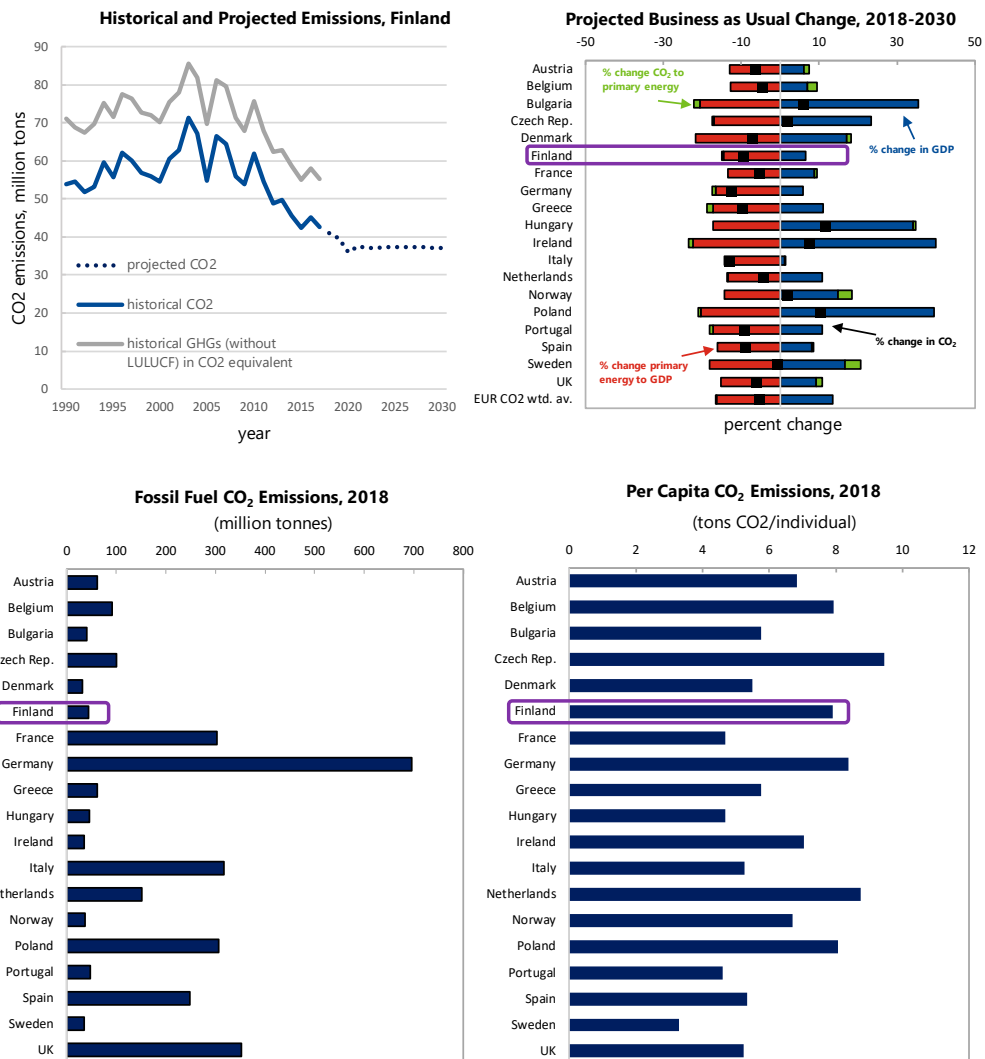 Historical and Projected Emissions, Finland
CO2 emissions, million tons
90
80
70
60
50
40
30
20
10
0
projected CO2
historical CO2
historical GHGs (without
LULUCF) in CO2 equivalent
1990 1995 2000 2005 2010 2015 2020 2025 2030
year
Projected Business as Usual Change, 2018-2030
-50 -30 -10 10 30 50
Austria
Belgium
Bulgaria
Czech Rep.
Denmark
Finland
France
Germany
Greece
Hungary
Ireland
Italy
Netherlands
Norway
Poland
Portugal
Spain
Sweden
UK
EUR CO2 wtd. av.
% change CO2 to
primary energy
% change in GDP
% change in CO2
% change primary
energy to GDP
percent change
Fossil Fuel CO2 Emissions, 2018
(million tonnes)
0 100 200 300 400 500 600 700 800
Austria
Belgium
Bulgaria
zech Rep.
Denmark
Finland
France
Germany
Greece
Hungary
Ireland
Italy
therlands
Norway
Poland
Portugal
Spain
Sweden
UK
Per Capita CO2 Emissions, 2018
(tons CO2/individual)
0 2 4 6 8 10 12
Austria
Belgium
Bulgaria
Czech Rep.
Denmark
Finland
France
Germany
Greece
Hungary
Ireland
Italy
Netherlands
Norway
Poland
Portugal
Spain
Sweden
UK